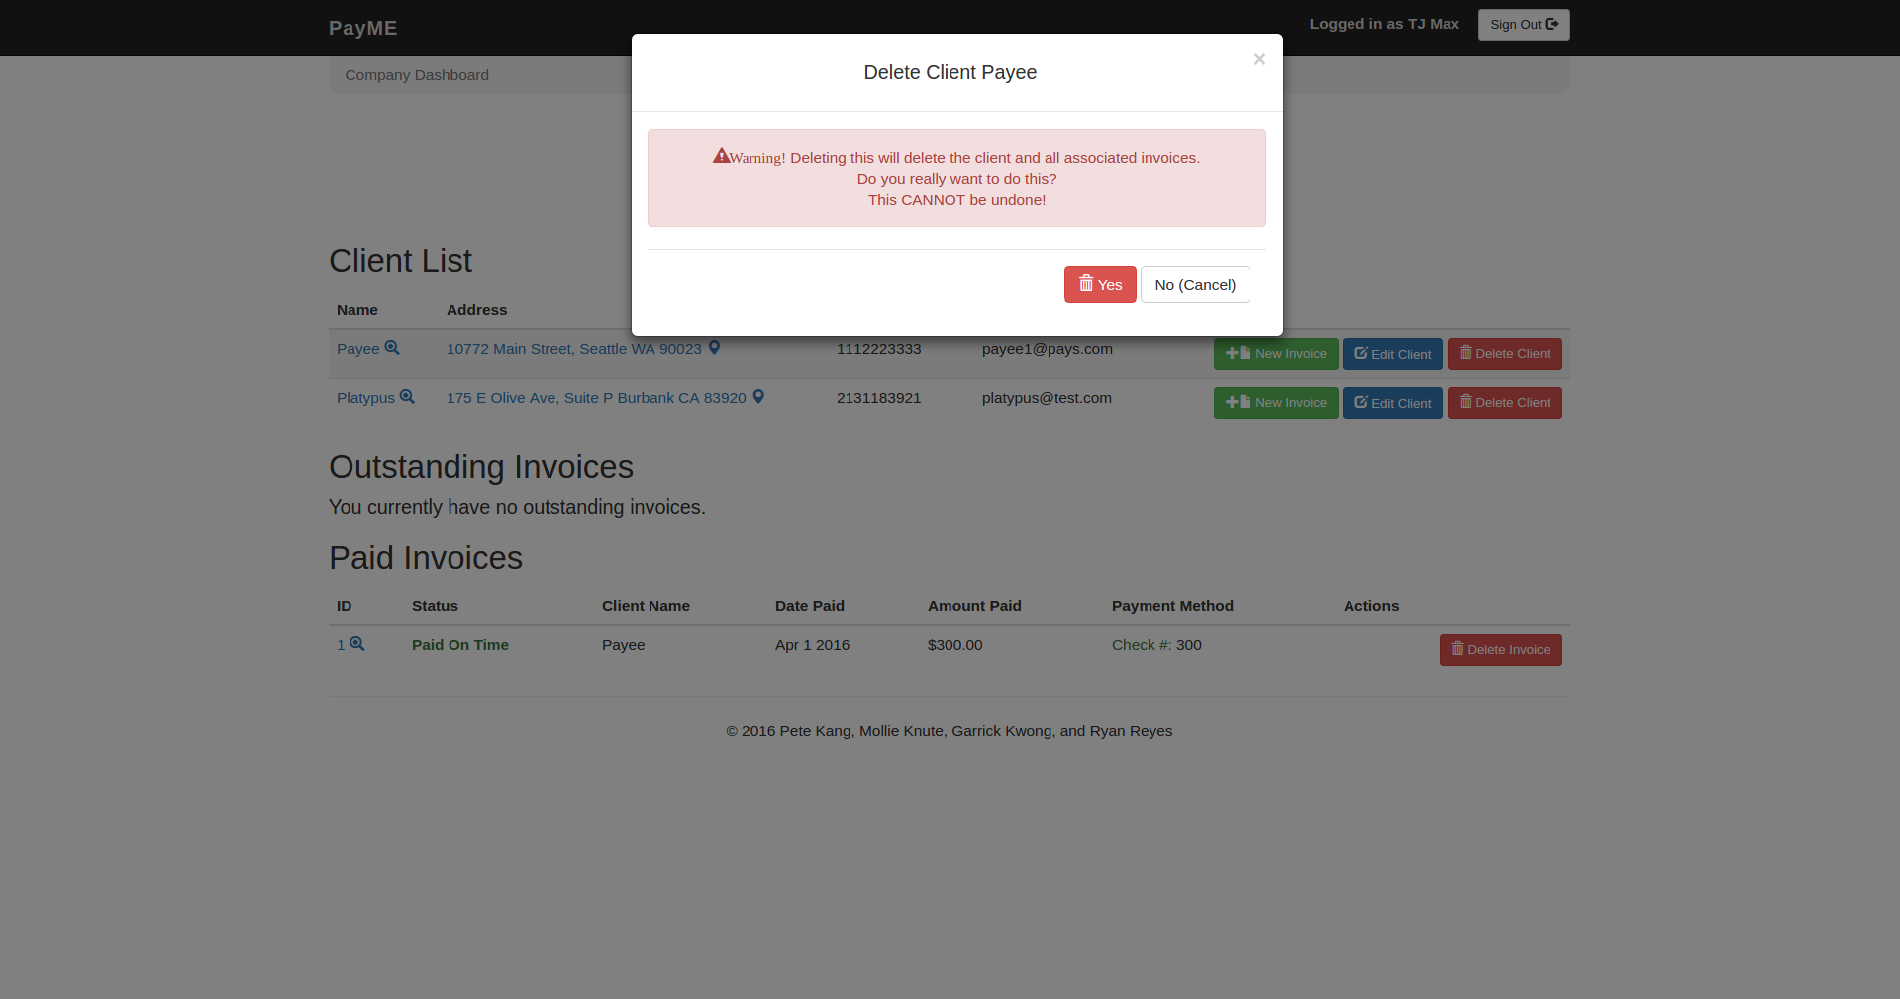 PayME
Logged in as TJ Max
Sign Out
Company Dashboard
×
Delete Client Payee
Warning! Deleting this will delete the client and all associated invoices.
Do you really want to do this?
This CANNOT be undone!
Yes
No (Cancel)
Client List
Name Address
Payee 10772 Main Street, Seattle WA 90023 1112223333 payee1@pays.com New Invoice Edit Client Delete Client
Platypus 175 E Olive Ave, Suite P Burbank CA 83920 2131183921 platypus@test.com New Invoice Edit Client Delete Client
Outstanding Invoices
You currently have no outstanding invoices.
Paid Invoices
ID Status Client Name Date Paid Amount Paid Payment Method Actions
1 Paid On Time Payee Apr 1 2016 $300.00 Check #: 300 Delete Invoice
© 2016 Pete Kang, Mollie Knute, Garrick Kwong, and Ryan Reyes